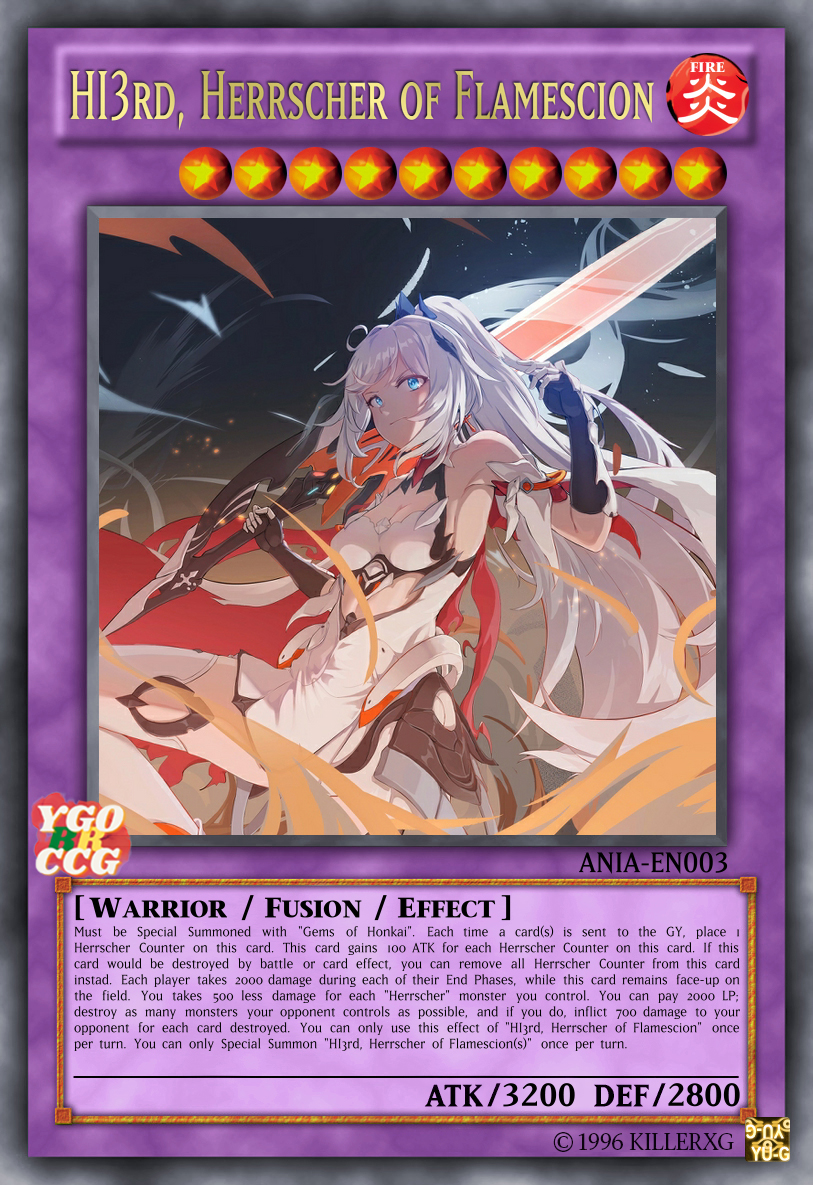 HI3rd, Herrscher of Flamescion
FIRE
炎
YGO
RR
CCG
ANIA-EN003
[ Warrior / Fusion / Effect ]
Must be Special Summoned with "Gems of Honkai". Each time a card(s) is sent to the GY, place 1
Herrscher Counter on this card. This card gains 100 ATK for each Herrscher Counter on this card. If this
card would be destroyed by battle or card effect, you can remove all Herrscher Counter from this card
instad. Each player takes 2000 damage during each of their End Phases, while this card remains face-up on
the field. You takes 500 less damage for each "Herrscher" monster you control. You can pay 2000 LP;
destroy as many monsters your opponent controls as possible, and if you do, inflict 700 damage to your
opponent for each card destroyed. You can only use this effect of "HI3rd, Herrscher of Flamescion" once
per turn. You can only Special Summon "HI3rd, Herrscher of Flamescion(s)" once per turn.
ATK/3200 DEF/2800
© 1996 KILLERXG